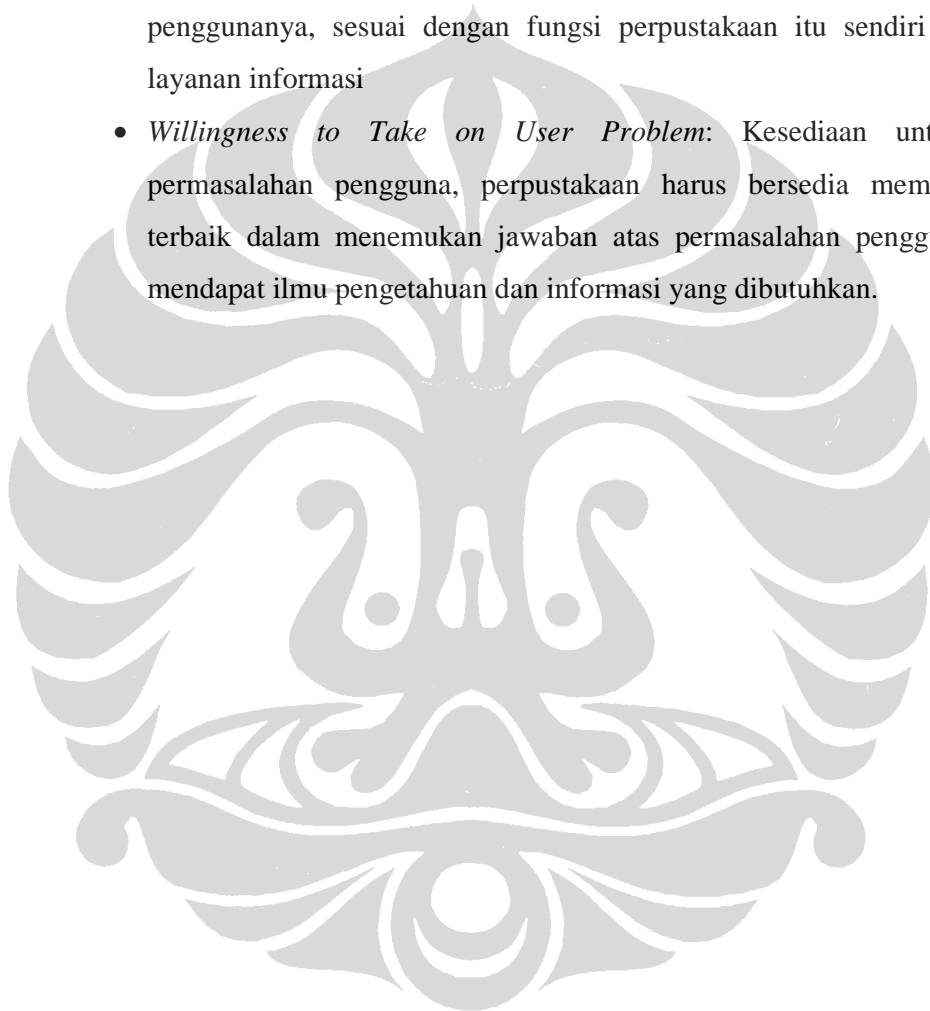 penggunanya, sesuai dengan fungsi perpustakaan itu sendiri
layanan informasi
• Willingness to Take on User Problem: Kesediaan
permasalahan pengguna, perpustakaan harus bersedia
terbaik dalam menemukan jawaban atas permasalahan
mendapat ilmu pengetahuan dan informasi yang dibutuhkan.